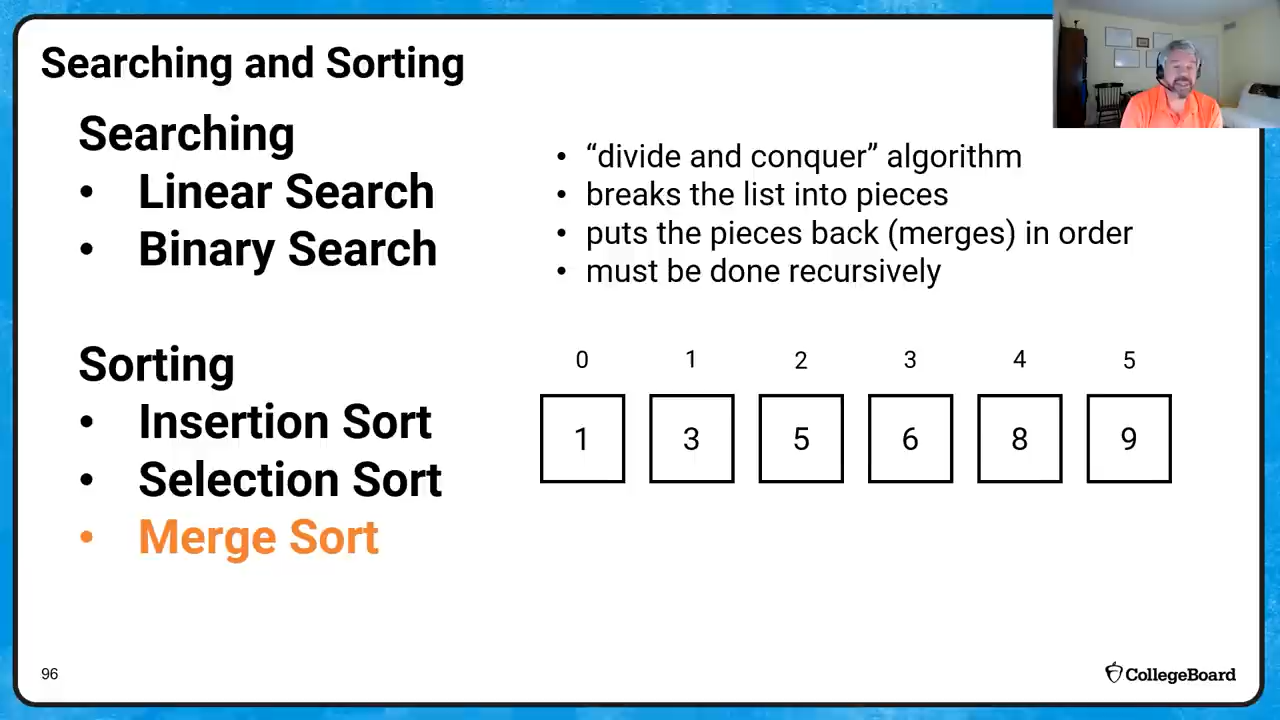 Searching and Sorting
Searching
• Linear Search
• Binary Search
Sorting
• Insertion Sort
• Selection Sort
• Merge Sort
• “divide and conquer” algorithm
• breaks the list into pieces
• puts the pieces back (merges) in order
• must be done recursively
0 1 2 3 4 5
1 3 5 6 8 9
96
CollegeBoard